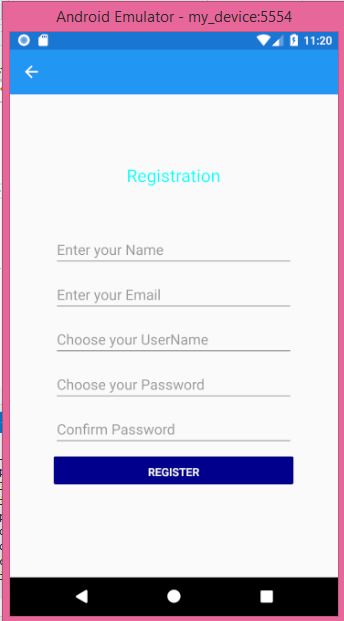 Android Emulator - my_device:5554
11:20
Registration
Enter your Name
Enter your Email
Choose your UserName
Choose your Password
Confirm Password
REGISTER